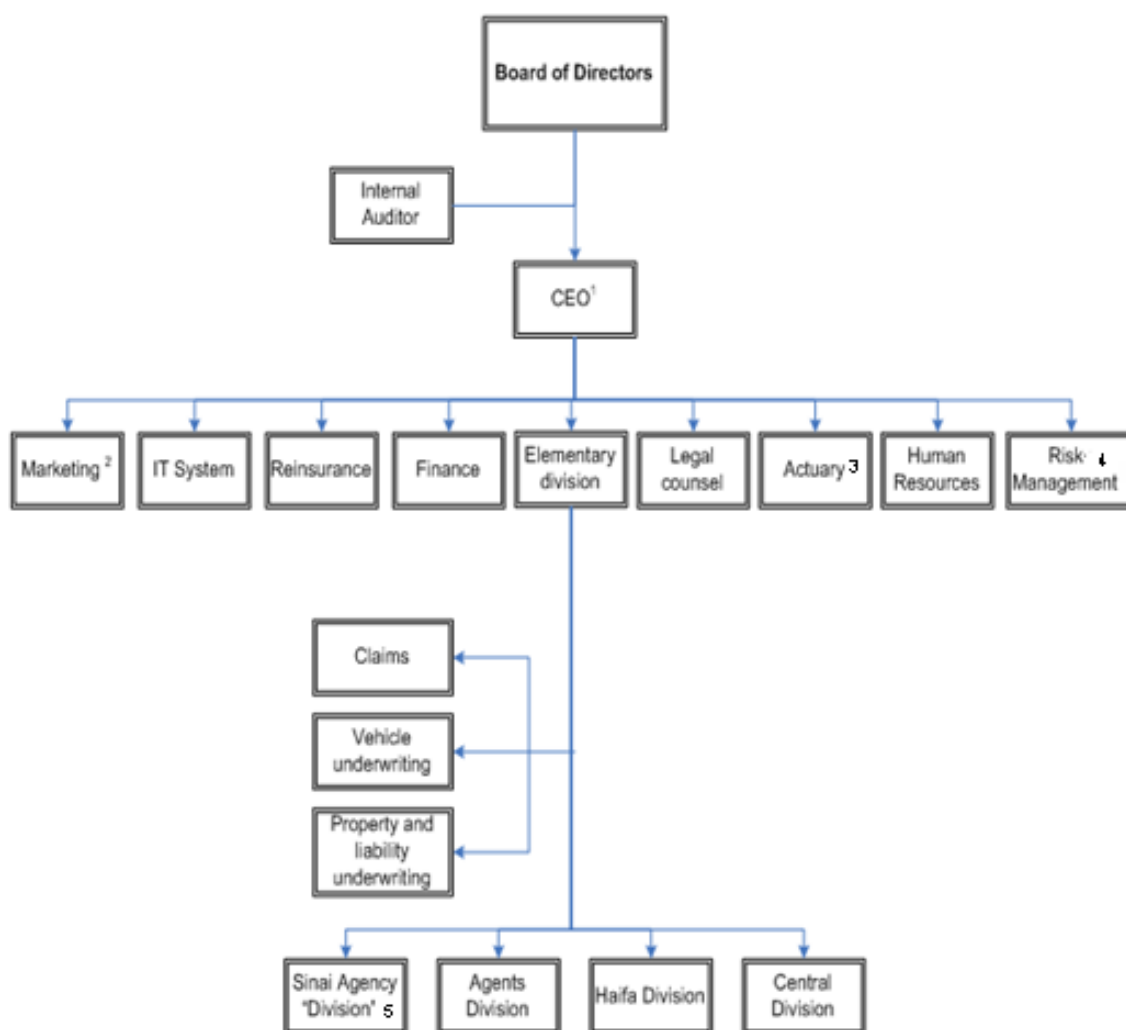 Board of Directors
Internal
Auditor
CEO¹
Marketing ²
IT System
Reinsurance
Finance
Elementary
division
Legal
counsel
Actuary 3
Human
Resources
Risk 4
Management
Claims
Vehicle
underwriting
Property and
liability
underwriting
Sinai Agency
"Division" 5
Agents
Division
Haifa Division
Central
Division